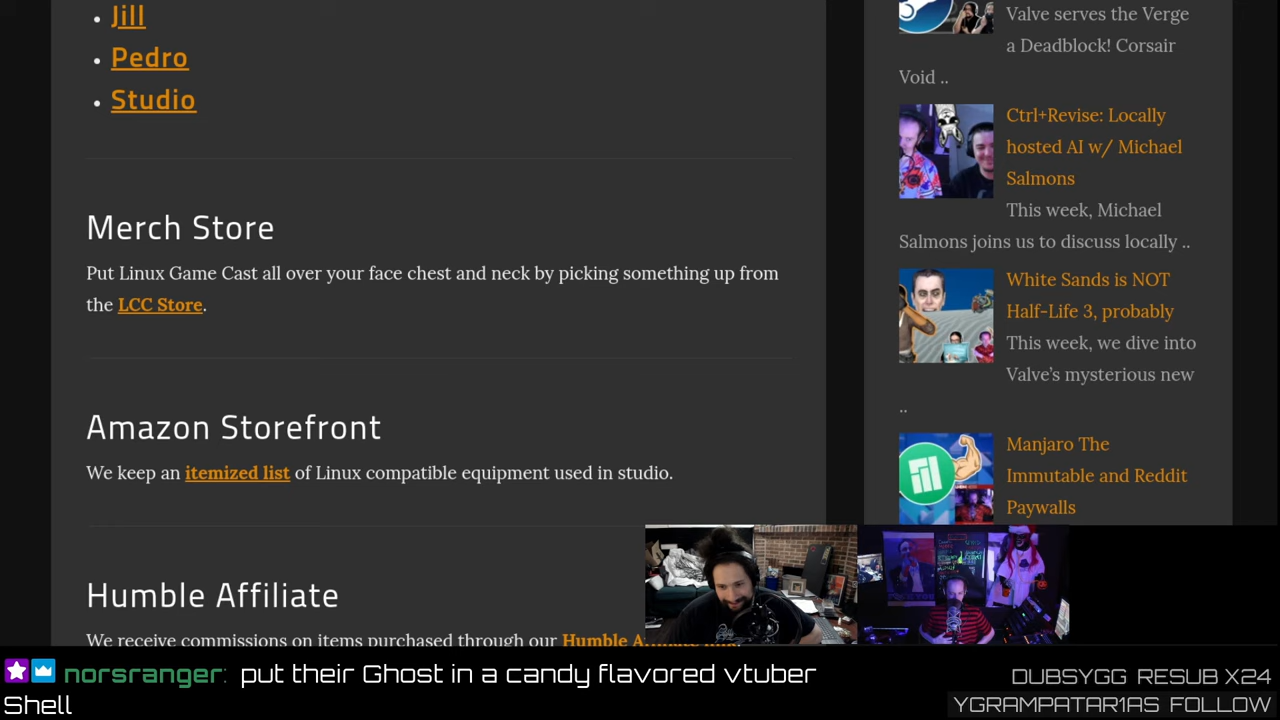 Jill
Pedro
Studio
Merch Store
Put Linux Game Cast all over your face chest and neck by picking something up from
the LCC Store.
Amazon Storefront
We keep an itemized list of Linux compatible equipment used in studio.
Humble Affiliate
We receive commissions on items purchased through our Humble
Valve serves the Verge
a Deadblock! Corsair
Void ..
Ctrl+Revise: Locally
hosted AI w/ Michael
Salmons
This week, Michael
Salmons joins us to discuss locally ..
White Sands is NOT
Half-Life 3, probably
This week, we dive into
Valve's mysterious new
..
Manjaro The
Immutable and Reddit
Paywalls
norsranger: put their Ghost in a candy flavored vtuber
Shell
DUBSYGG RESUB X24
YGRAMPATAR1AS FOLLOW